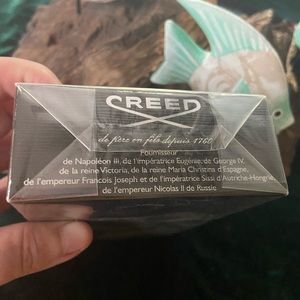 CREED
de père en fils depuis 1760
Fournisseur
de Napoléon III, de l'impératrice Eugénie, de George IV,
de la reine Victoria, de la reine Maria Christina d'Espagne,
de l'empereur François Joseph et de l'impératrice Sissi d'Autriche-Hongrie,
de l'empereur Nicolas II de Russie